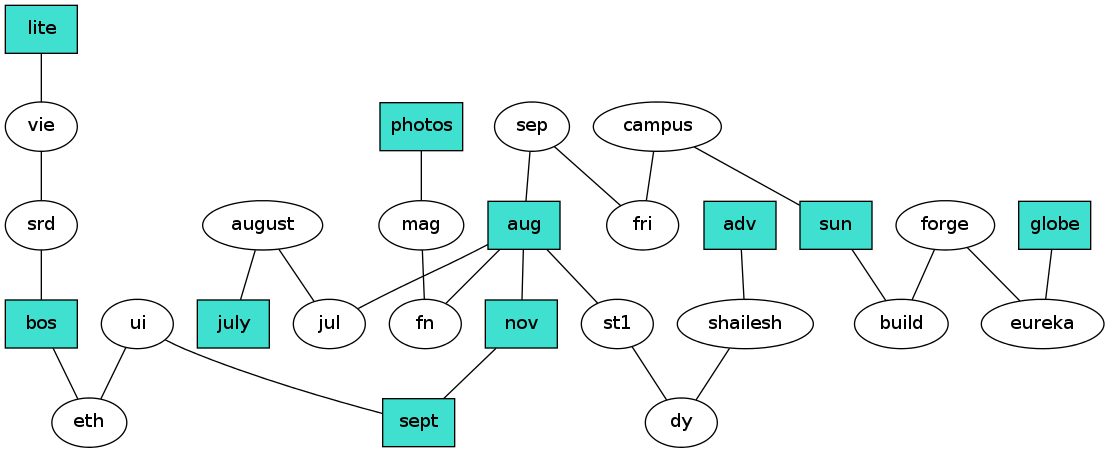 lite
vie
photos
sep
campus
srd
august
mag
aug
fri
adv
sun
forge
globe
bos
ui
july
jul
fn
nov
st1
shailesh
build
eureka
eth
sept
dy